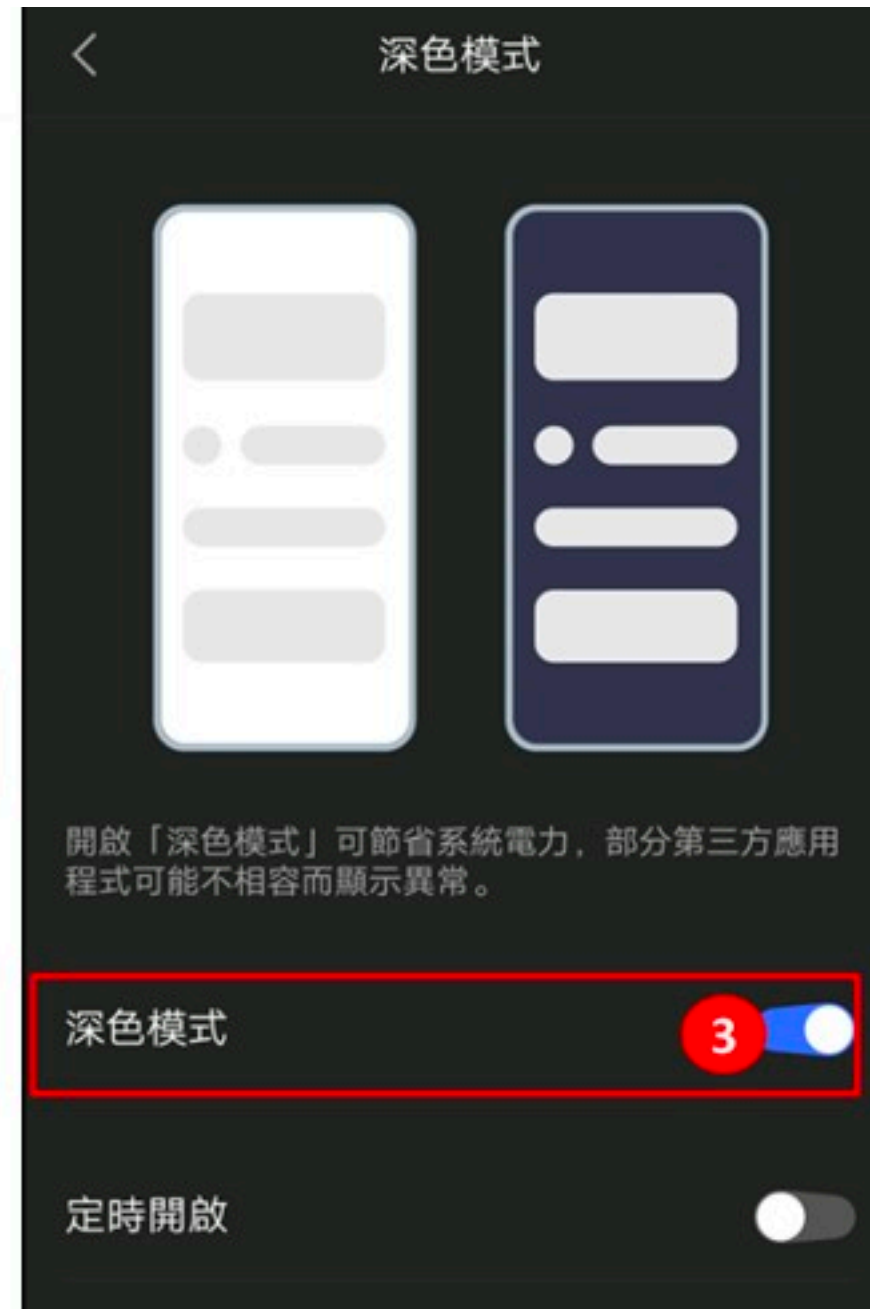 深色模式
開啟「深色模式」可節省系統電力，部分第三方應用
程式可能不相容而顯示異常。
深色模式
3
定時開啟